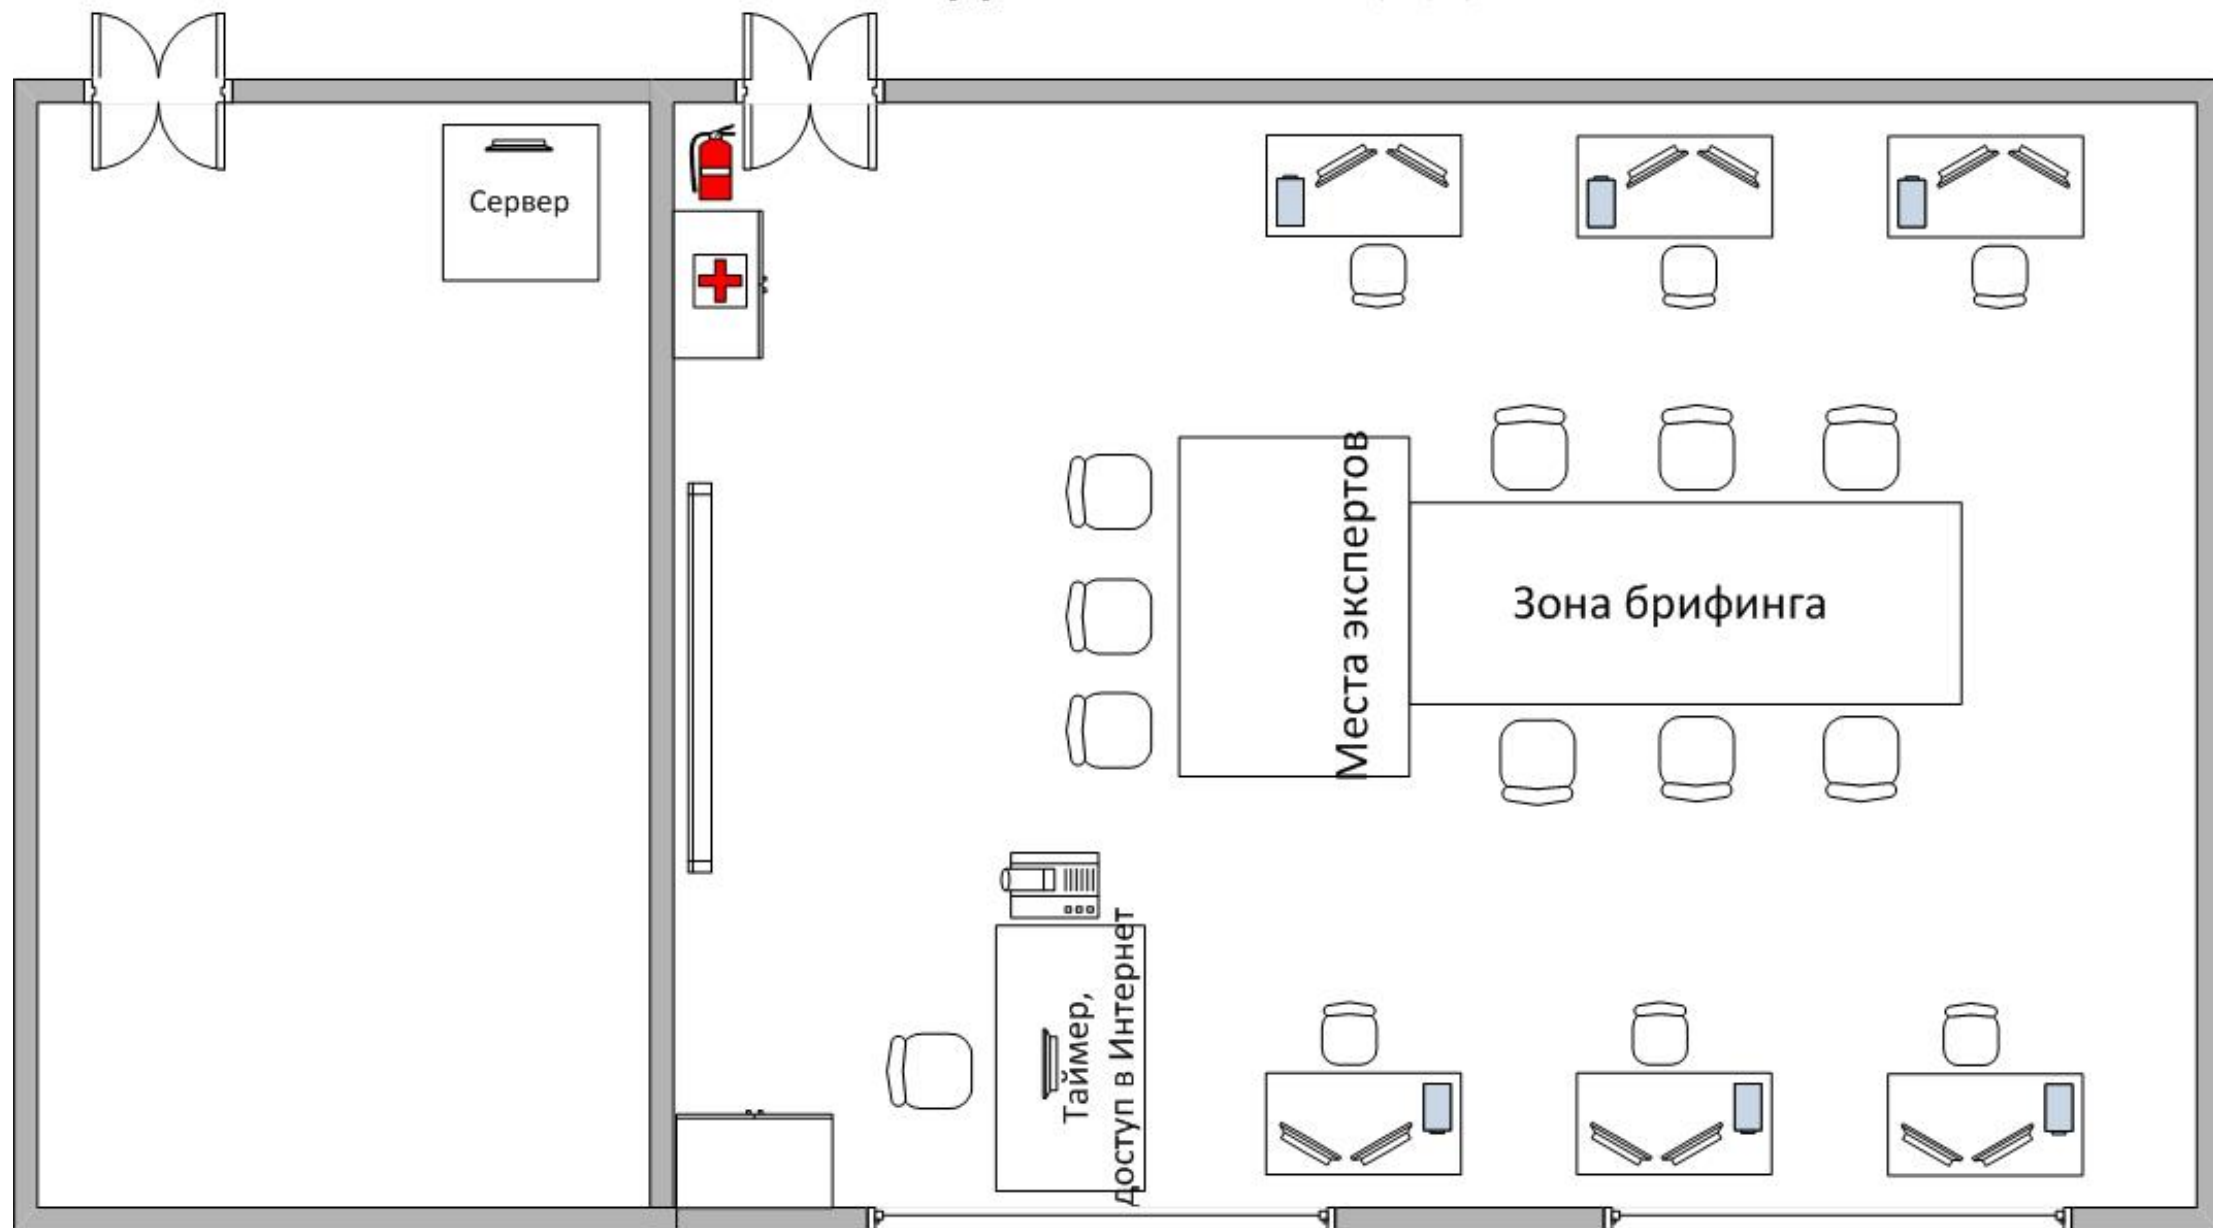 Сервер
Места экспертов
Зона брифинга
Таймер,
доступ в Интернет